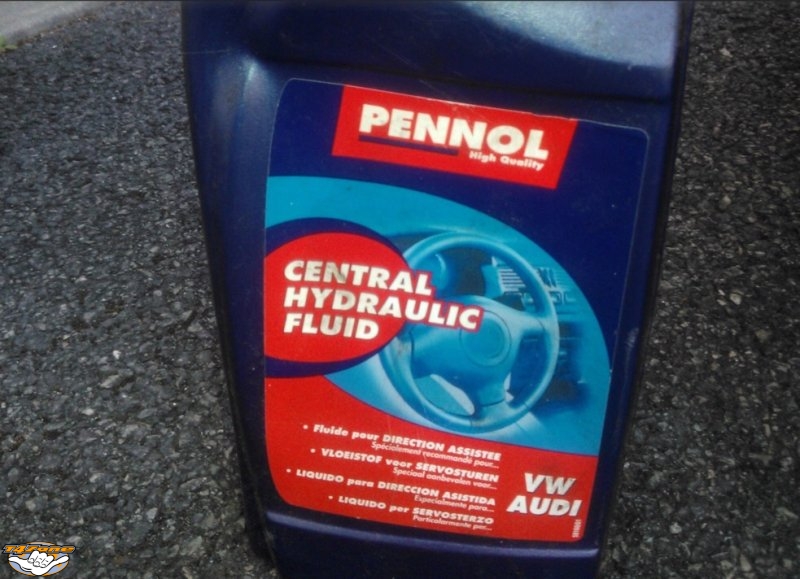 PENNOL
High Quality
CENTRAL
HYDRAULIC
FLUID
• Fluide pour DIRECTION ASSISTEE
Spécialement recommandé pour...
• VLOEISTOF voor SERVOSTUREN
Speciaal aanbevolen voor...
• LIQUIDO para DIRECCION ASISTIDA
Especialmente para...
• LIQUIDO per SERVOSTERZO
Particolarmente per...
VW
AUDI